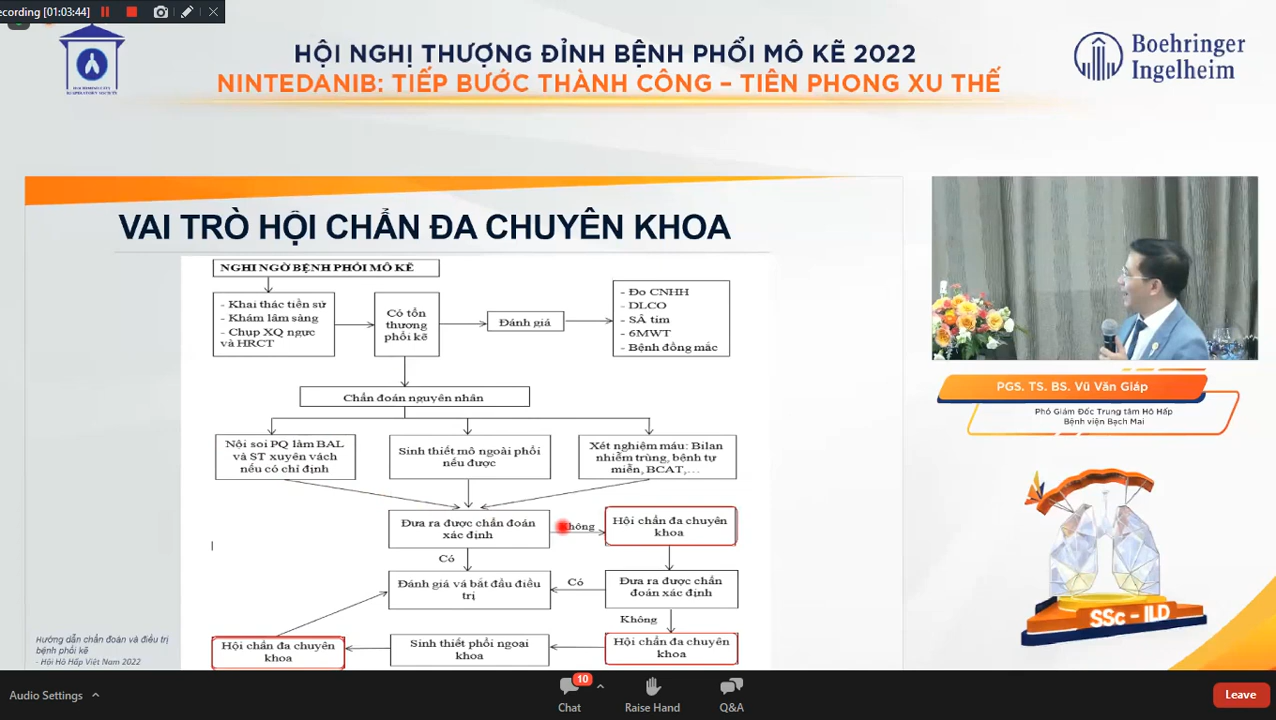 ecording [01:03:44]
HỘI NGHỊ THƯỢNG ĐỈNH BỆNH PHỔI MÔ KẼ 2022
NINTEDANIB: TIẾP BƯỚC THÀNH CÔNG – TIÊN PHONG XU THẾ
Boehringer
Ingelheim
VAI TRÒ HỘI CHẨN ĐA CHUYÊN KHOA
NGHI NGỜ BỆNH PHỔI MÔ KẼ
- Khai thác tiền sử
- Khám lâm sàng
- Chụp XQ ngực
và HRCT
Có tổn
thương
phổi kẽ
Đánh giá
- Đo CNHH
- DLCO
- SÂ tim
- 6MWT
- Bệnh đồng mắc
Chẩn đoán nguyên nhân
Nội soi PQ làm BAL
và ST xuyên vách
nếu có chỉ định
Sinh thiết mô ngoài phổi
nếu được
Xét nghiệm máu: Bilan
nhiễm trùng, bệnh tự
miễn, BCAT,...
Đưa ra được chẩn đoán
xác định
hông
Hội chẩn đa chuyên
khoa
Có
Đánh giá và bắt đầu điều
trị
Có
Đưa ra được chẩn
đoán xác định
Không
Hội chẩn đa chuyên
khoa
Sinh thiết phổi ngoại
khoa
Hội chẩn đa chuyên
khoa
Hướng dẫn chẩn đoán và điều trị
bệnh phổi kẽ
- Hội Hô Hấp Việt Nam 2022
PGS. TS. BS. Vũ Văn Giáp
Phó Giám Đốc Trung tâm Hô Hấp
Bệnh viện Bạch Mai
SSc - ILD
Audio Settings
10
Chat
Raise Hand
Q&A
Leave